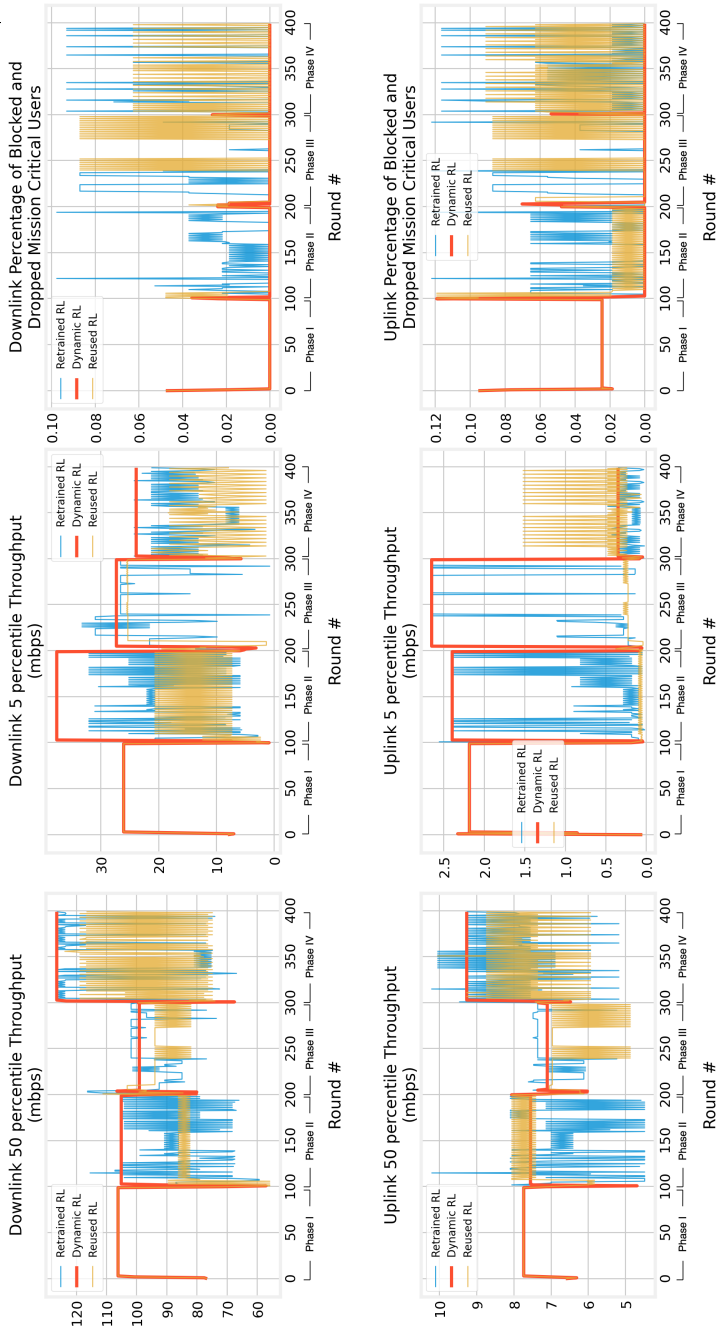 Downlink 50 percentile Throughput
(mbps)
Retrained RL
Dynamic RL
Reused RL
120
100
80
60
0
50
100
150
200
250
300
350
400
Phase I
Phase II
Phase III
Phase IV
Round #
Downlink 5 percentile Throughput
(mbps)
Retrained RL
Dynamic RL
Reused RL
30
20
10
0
0
50
100
150
200
250
300
350
400
Phase I
Phase II
Phase III
Phase IV
Round #
Downlink Percentage of Blocked and
Dropped Mission Critical Users
Retrained RL
Dynamic RL
Reused RL
0.10
0.08
0.06
0.04
0.02
0.00
0
50
100
150
200
250
300
350
400
Phase I
Phase II
Phase III
Phase IV
Round #
Uplink 50 percentile Throughput
(mbps)
Retrained RL
Dynamic RL
Reused RL
10
9
8
7
6
5
0
50
100
150
200
250
300
350
400
Phase I
Phase II
Phase III
Phase IV
Round #
Uplink 5 percentile Throughput
(mbps)
Retrained RL
Dynamic RL
Reused RL
2.5
2.0
1.5
1.0
0.5
0.0
0
50
100
150
200
250
300
350
400
Phase I
Phase II
Phase III
Phase IV
Round #
Uplink Percentage of Blocked and
Dropped Mission Critical Users
Retrained RL
Dynamic RL
Reused RL
0.12
0.10
0.08
0.06
0.04
0.02
0.00
0
50
100
150
200
250
300
350
400
Phase I
Phase II
Phase III
Phase IV
Round #